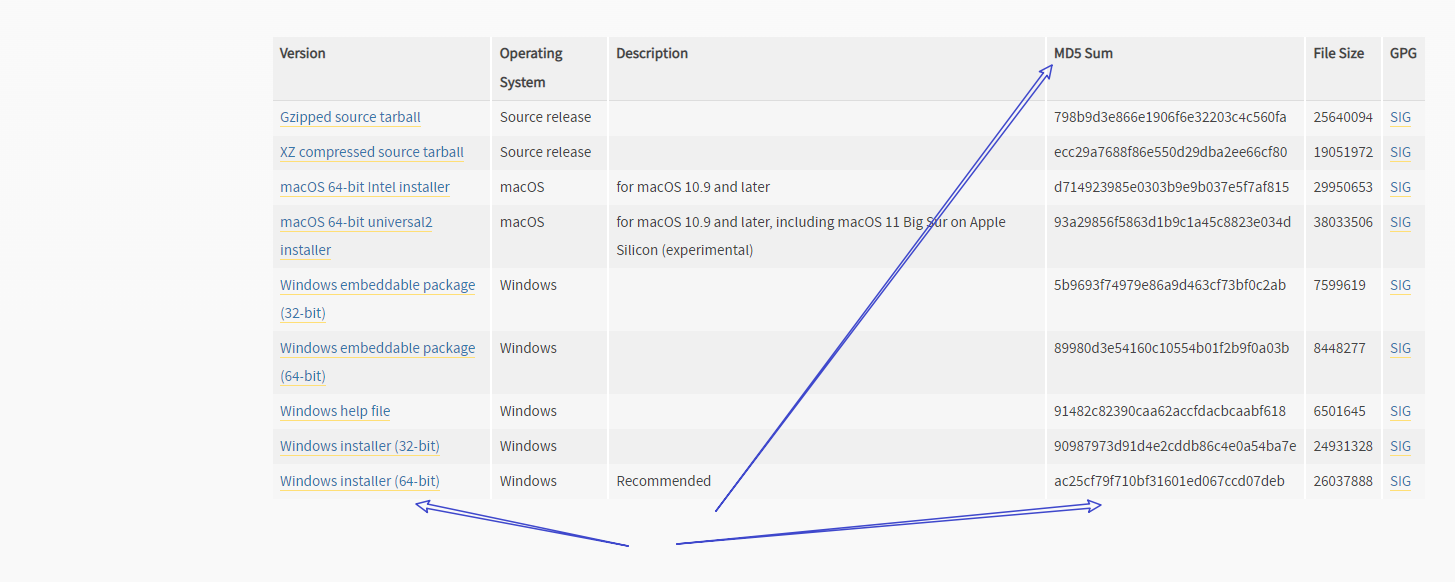 Version Operating System Description MD5 Sum File Size GPG
Gzipped source tarball Source release 798b9d3e866e1906f6e32203c4c560fa 25640094 SIG
XZ compressed source tarball Source release ecc29a7688f86e550d29dba2ee66cf80 19051972 SIG
macOS 64-bit Intel installer macOS for macOS 10.9 and later d714923985e0303b9e9b037e5f7af815 29950653 SIG
macOS 64-bit universal2 macOS for macOS 10.9 and later, including macOS 11 Big Sur on Apple 93a29856f5863d1b9c1a45c8823e034d 38033506 SIG
installer Silicon (experimental)
Windows embeddable package Windows 5b9693f74979e86a9d463cf73bf0c2ab 7599619 SIG
(32-bit)
Windows embeddable package Windows 89980d3e54160c10554b01f2b9f0a03b 8448277 SIG
(64-bit)
Windows help file Windows 91482c82390caa62accfdacbcaabf618 6501645 SIG
Windows installer (32-bit) Windows 90987973d91d4e2cddb86c4e0a54ba7e 24931328 SIG
Windows installer (64-bit) Windows Recommended ac25cf79f710bf31601ed067ccd07deb 26037888 SIG